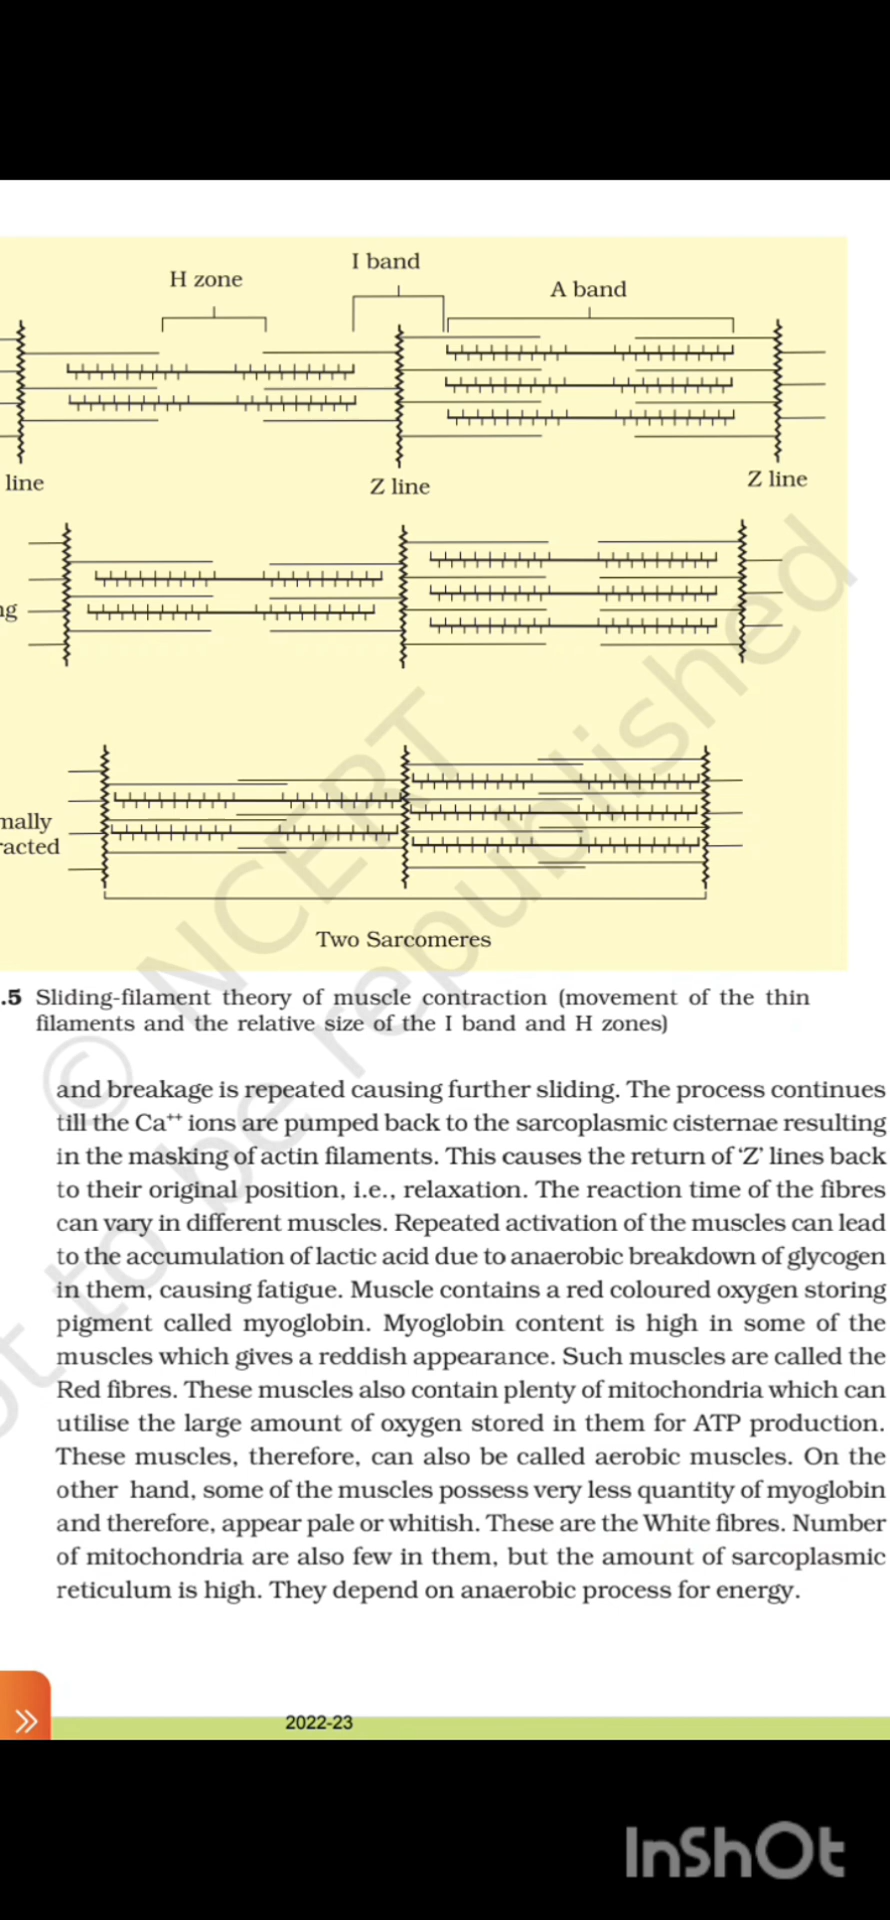 I band
H zone
A band
line
Z line
Z line
ng
mally
racted
Two Sarcomeres
.5 Sliding-filament theory of muscle contraction (movement of the thin
filaments and the relative size of the I band and H zones)
and breakage is repeated causing further sliding. The process continues
till the Ca⁺⁺ ions are pumped back to the sarcoplasmic cisternae resulting
in the masking of actin filaments. This causes the return of ‘Z’ lines back
to their original position, i.e., relaxation. The reaction time of the fibres
can vary in different muscles. Repeated activation of the muscles can lead
to the accumulation of lactic acid due to anaerobic breakdown of glycogen
in them, causing fatigue. Muscle contains a red coloured oxygen storing
pigment called myoglobin. Myoglobin content is high in some of the
muscles which gives a reddish appearance. Such muscles are called the
Red fibres. These muscles also contain plenty of mitochondria which can
utilise the large amount of oxygen stored in them for ATP production.
These muscles, therefore, can also be called aerobic muscles. On the
other hand, some of the muscles possess very less quantity of myoglobin
and therefore, appear pale or whitish. These are the White fibres. Number
of mitochondria are also few in them, but the amount of sarcoplasmic
reticulum is high. They depend on anaerobic process for energy.
© NCERT
not to be republished
2022-23
InShOt